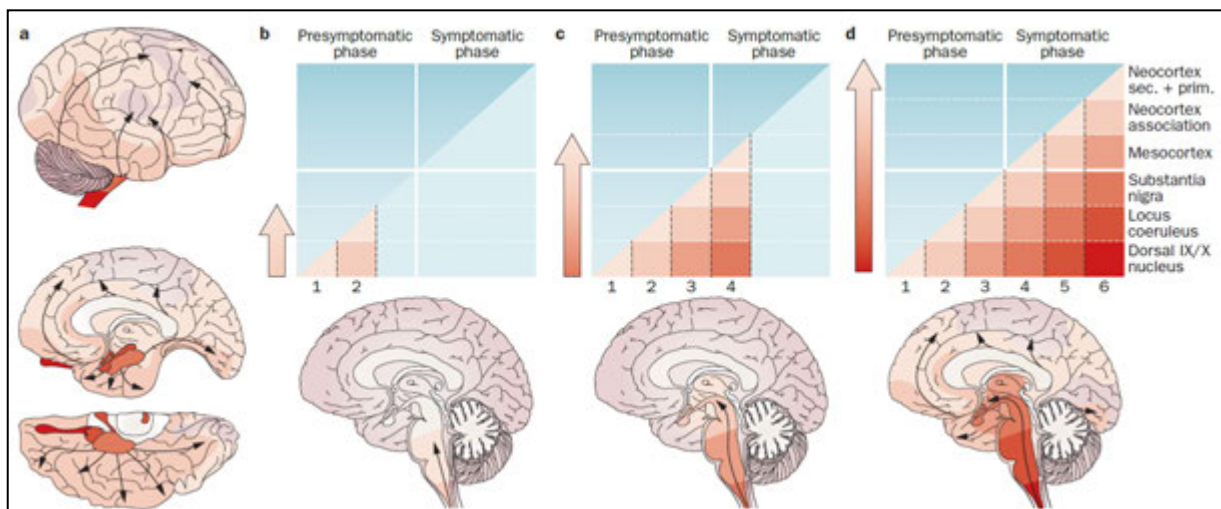 a
b
Presymptomatic
phase
Symptomatic
phase
1 2
c
Presymptomatic
phase
Symptomatic
phase
1 2 3 4
d
Presymptomatic
phase
Symptomatic
phase
Neocortex
sec. + prim.
Neocortex
association
Mesocortex
Substantia
nigra
Locus
coeruleus
Dorsal IX/X
nucleus
1 2 3 4 5 6